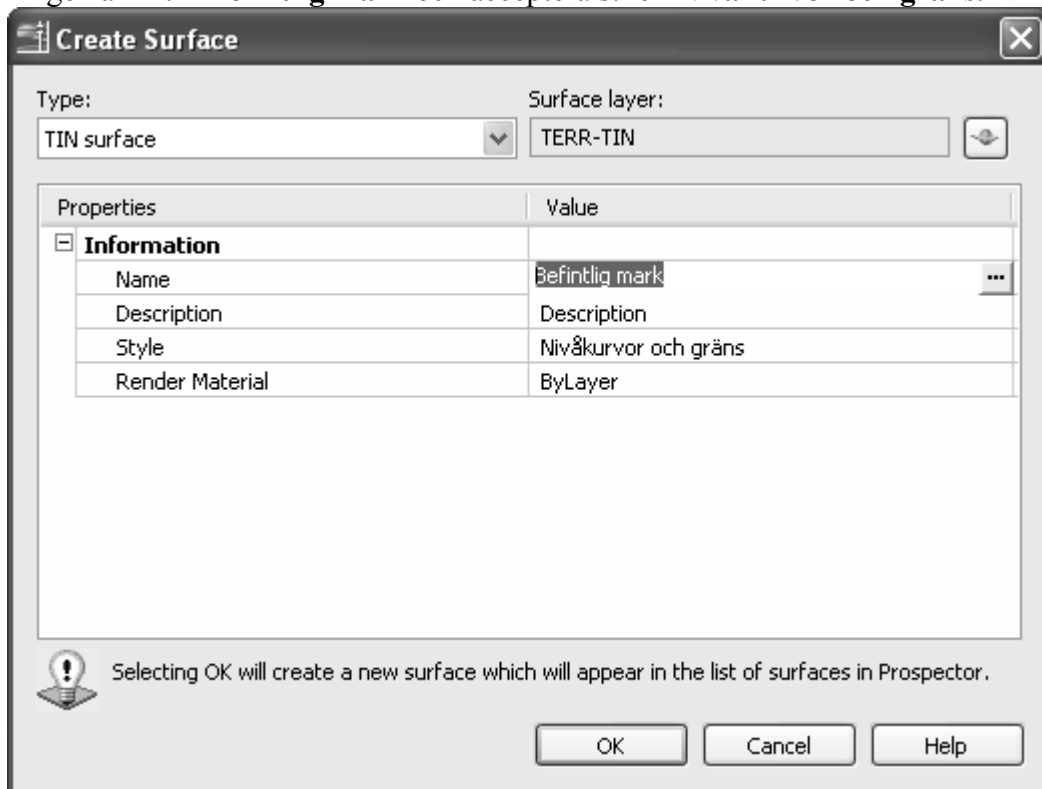 Create Surface
Type:
Surface layer:
TIN surface
TERR-TIN
Properties
Value
Information
Name
Befintlig mark
...
Description
Description
Style
Nivåkurvor och gräns
Render Material
ByLayer
Selecting OK will create a new surface which will appear in the list of surfaces in Prospector.
OK
Cancel
Help